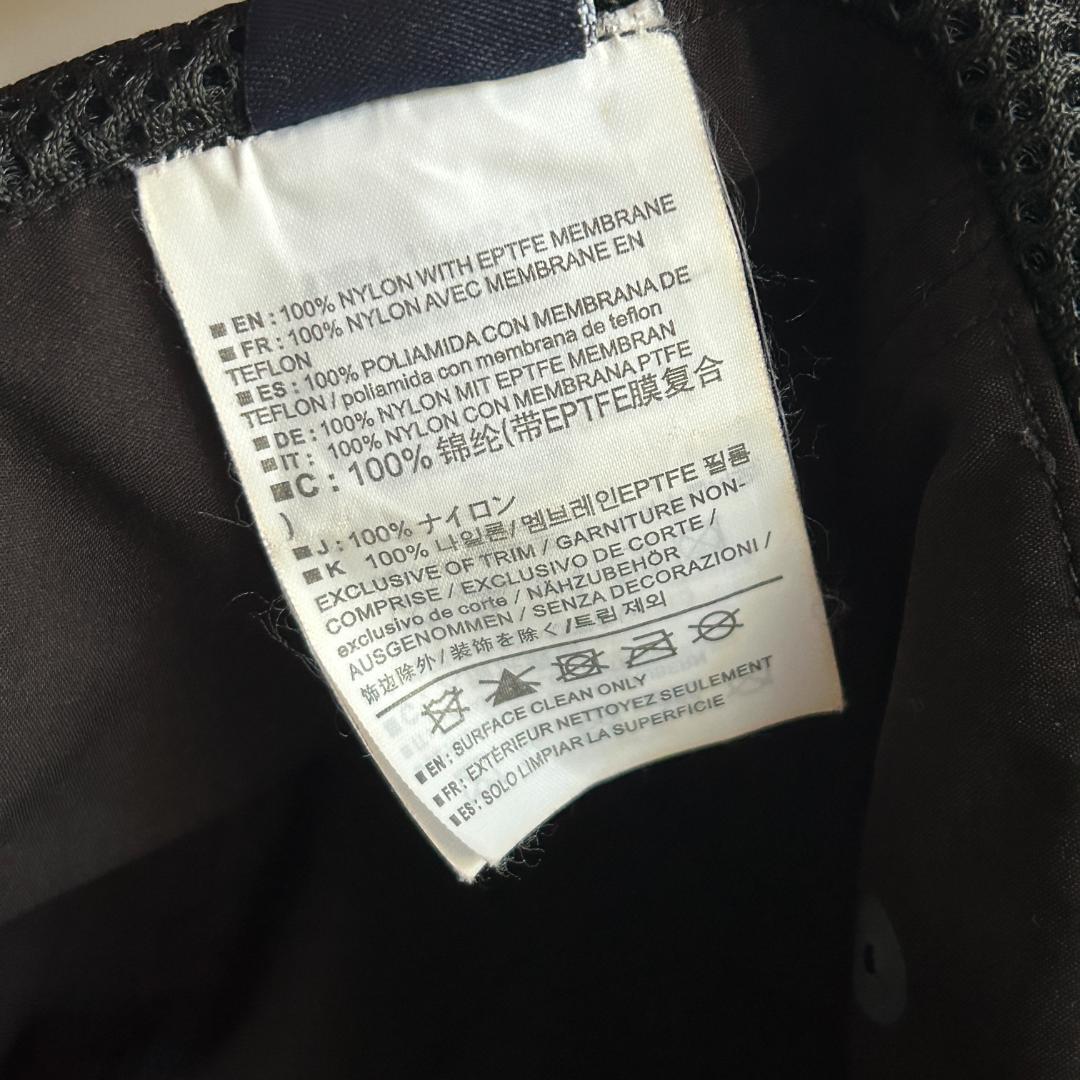 EN : 100% NYLON WITH EPTFE MEMBRANE
FR : 100% NYLON AVEC MEMBRANE EN
TEFLON
ES : 100% POLIAMIDA CON MEMBRANA DE
TEFLON / poliamida con membrana de teflon
DE : 100% NYLON MIT EPTFE MEMBRAN
IT : 100% NYLON CON MEMBRANA PTFE
C : 100% 锦纶(带EPTFE膜复合
)
J : 100% ナイロン
K 100% 나일론/멤브레인EPTFE 필름
EXCLUSIVE OF TRIM / GARNITURE NON-
COMPRISE / EXCLUSIVO DE CORTE /
exclusivo de corte / NÄHZUBEHÖR
AUSGENOMMEN / SENZA DECORAZIONI /
饰边除外/装飾を除く/트림 제외
EN : SURFACE CLEAN ONLY
FR : EXTÉRIEUR NETTOYEZ SEULEMENT
ES: SOLO LIMPIAR LA SUPERFICIE